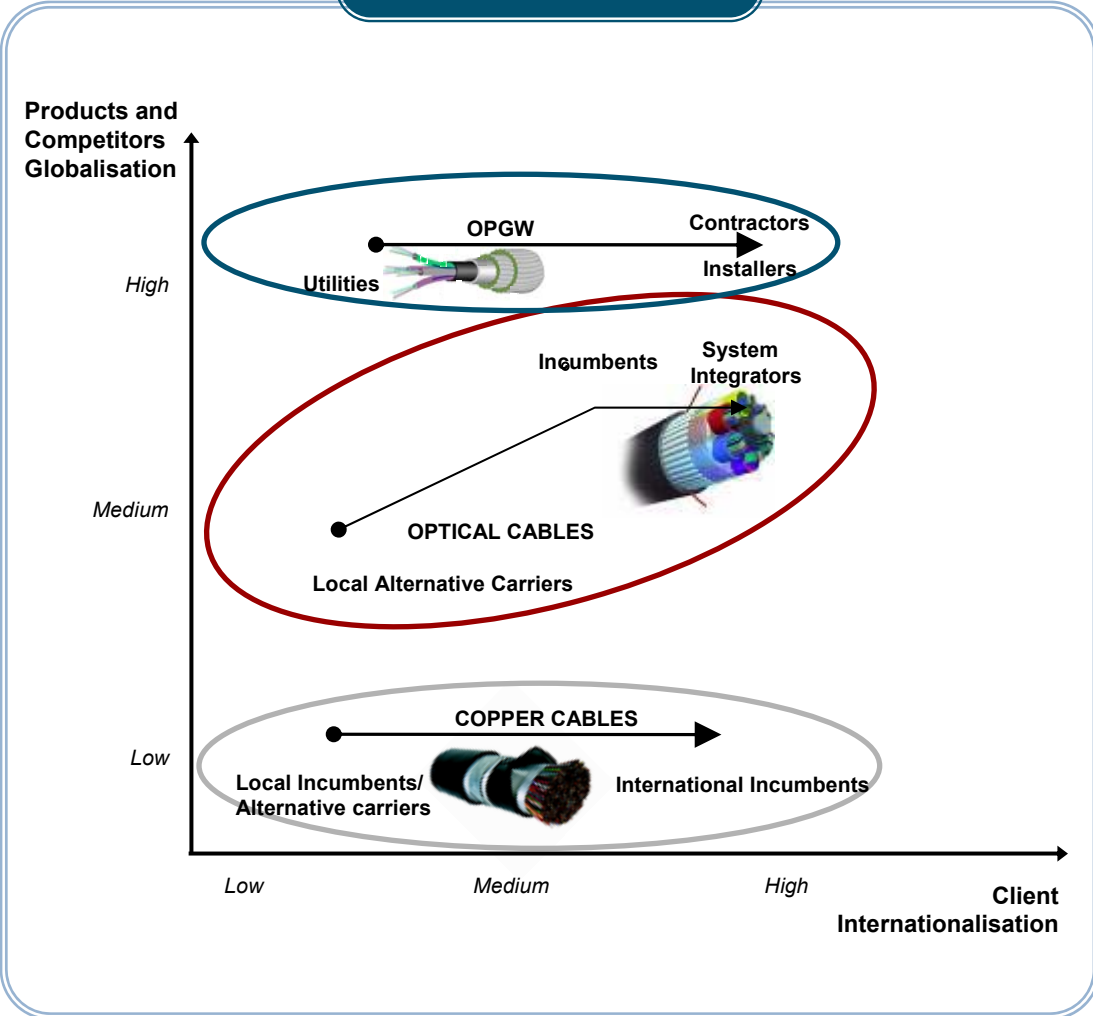 Products and
Competitors
Globalisation
OPGW
Contractors
Installers
High
Utilities
Incumbents
System
Integrators
Medium
OPTICAL CABLES
Local Alternative Carriers
COPPER CABLES
Low
Local Incumbents/
Alternative carriers
International Incumbents
Low
Medium
High
Client
Internationalisation